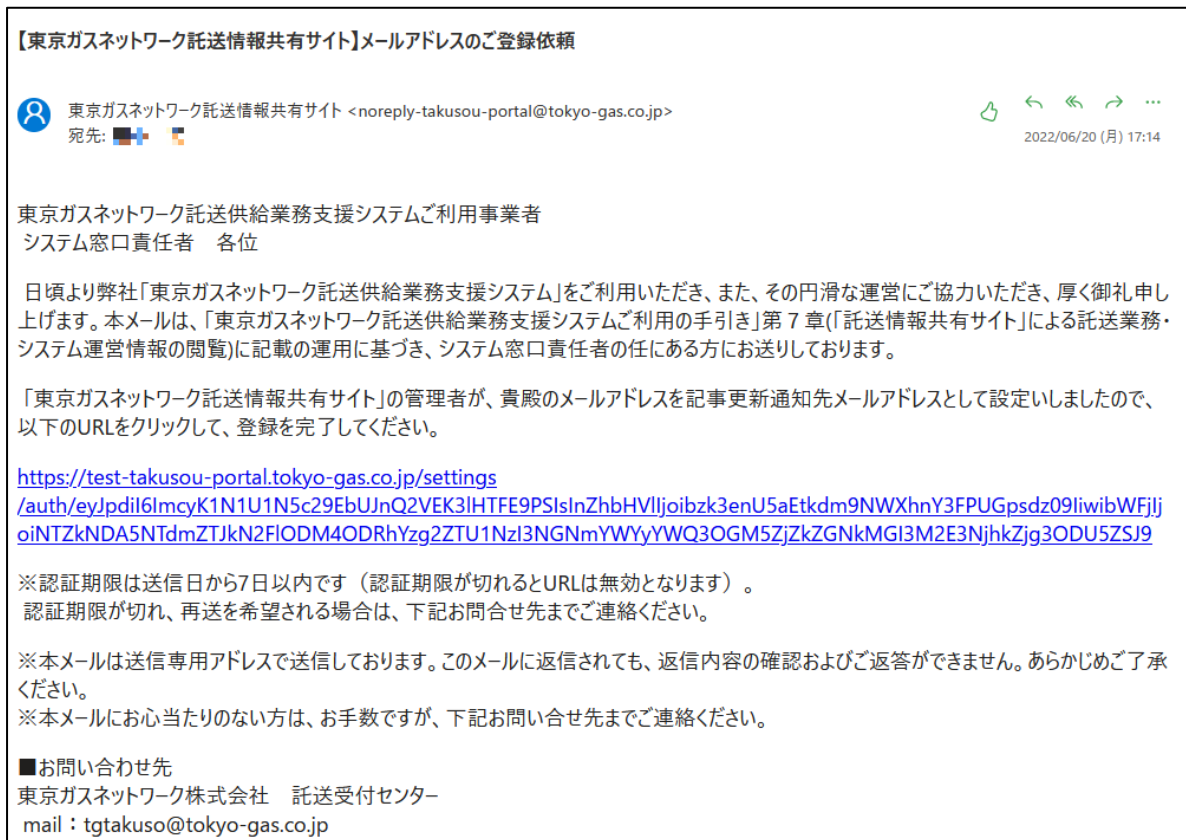 【東京ガスネットワーク託送情報共有サイト】メールアドレスのご登録依頼
東京ガスネットワーク託送情報共有サイト <noreply-takusou-portal@tokyo-gas.co.jp>
宛先:
2022/06/20 (月) 17:14
東京ガスネットワーク託送供給業務支援システムご利用事業者
システム窓口責任者　各位
日頃より弊社「東京ガスネットワーク託送供給業務支援システム」をご利用いただき、また、その円滑な運営にご協力いただき、厚く御礼申し
上げます。本メールは、「東京ガスネットワーク託送供給業務支援システムご利用の手引き」第 7 章(「託送情報共有サイト」による託送業務・
システム運営情報の閲覧)に記載の運用に基づき、システム窓口責任者の任にある方にお送りしております。
「東京ガスネットワーク託送情報共有サイト」の管理者が、貴殿のメールアドレスを記事更新通知先メールアドレスとして設定いしましたので、
以下のURLをクリックして、登録を完了してください。
https://test-takusou-portal.tokyo-gas.co.jp/settings
/auth/eyJpdiI6ImcyK1N1U1N5c29EbUJnQ2VEK3lHTFE9PSIsInZhbHVlIjoibzk3enU5aEtkdm9NWXhnY3FPUGpsdz09IiwibWFjIj
oiNTZkNDA5NTdmZTJkN2FlODM4ODRhYzg2ZTU1NzI3NGNmYWYyYWQ3OGM5ZjZkZGNkMGI3M2E3NjhkZjg3ODU5ZSJ9
※認証期限は送信日から7日以内です（認証期限が切れるとURLは無効となります）。
認証期限が切れ、再送を希望される場合は、下記お問合せ先までご連絡ください。
※本メールは送信専用アドレスで送信しております。このメールに返信されても、返信内容の確認およびご返答ができません。あらかじめご了承
ください。
※本メールにお心当たりのない方は、お手数ですが、下記お問い合せ先までご連絡ください。
■お問い合わせ先
東京ガスネットワーク株式会社　託送受付センター
mail：tgtakuso@tokyo-gas.co.jp